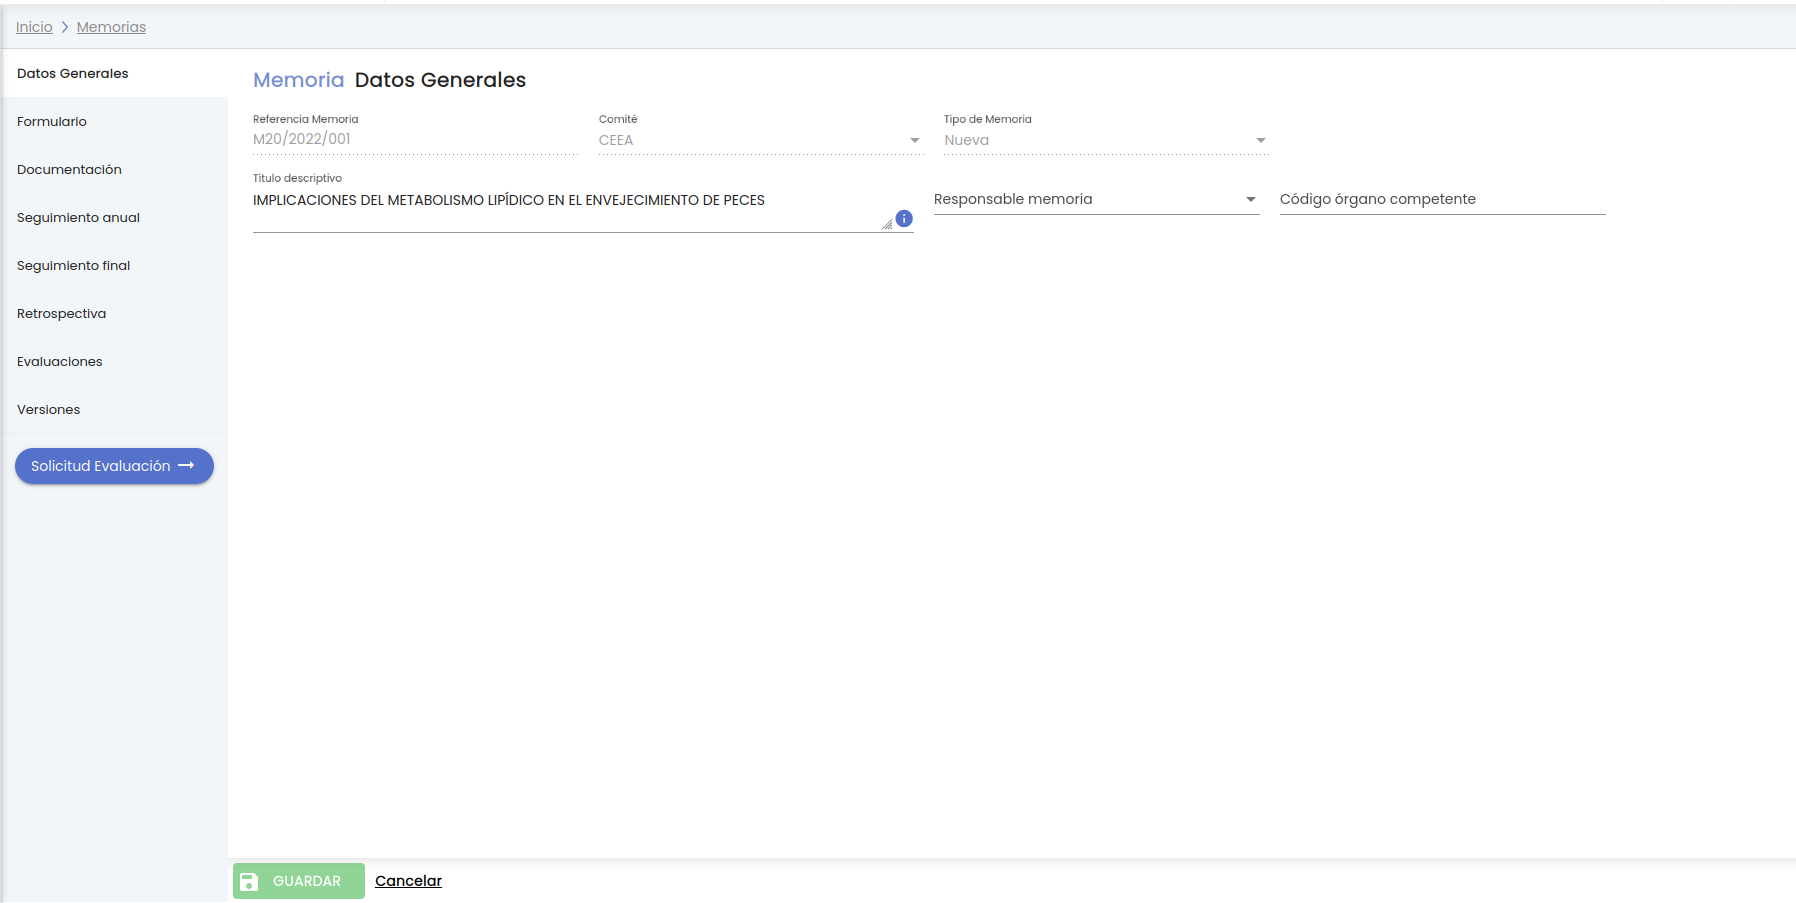 Inicio > Memorias
Datos Generales
Formulario
Documentación
Seguimiento anual
Seguimiento final
Retrospectiva
Evaluaciones
Versiones
Solicitud Evaluación →
Memoria Datos Generales
Referencia Memoria
M20/2022/001
Comité
CEEA
Tipo de Memoria
Nueva
Título descriptivo
IMPLICACIONES DEL METABOLISMO LIPÍDICO EN EL ENVEJECIMIENTO DE PECES
Responsable memoria
Código órgano competente
GUARDAR
Cancelar